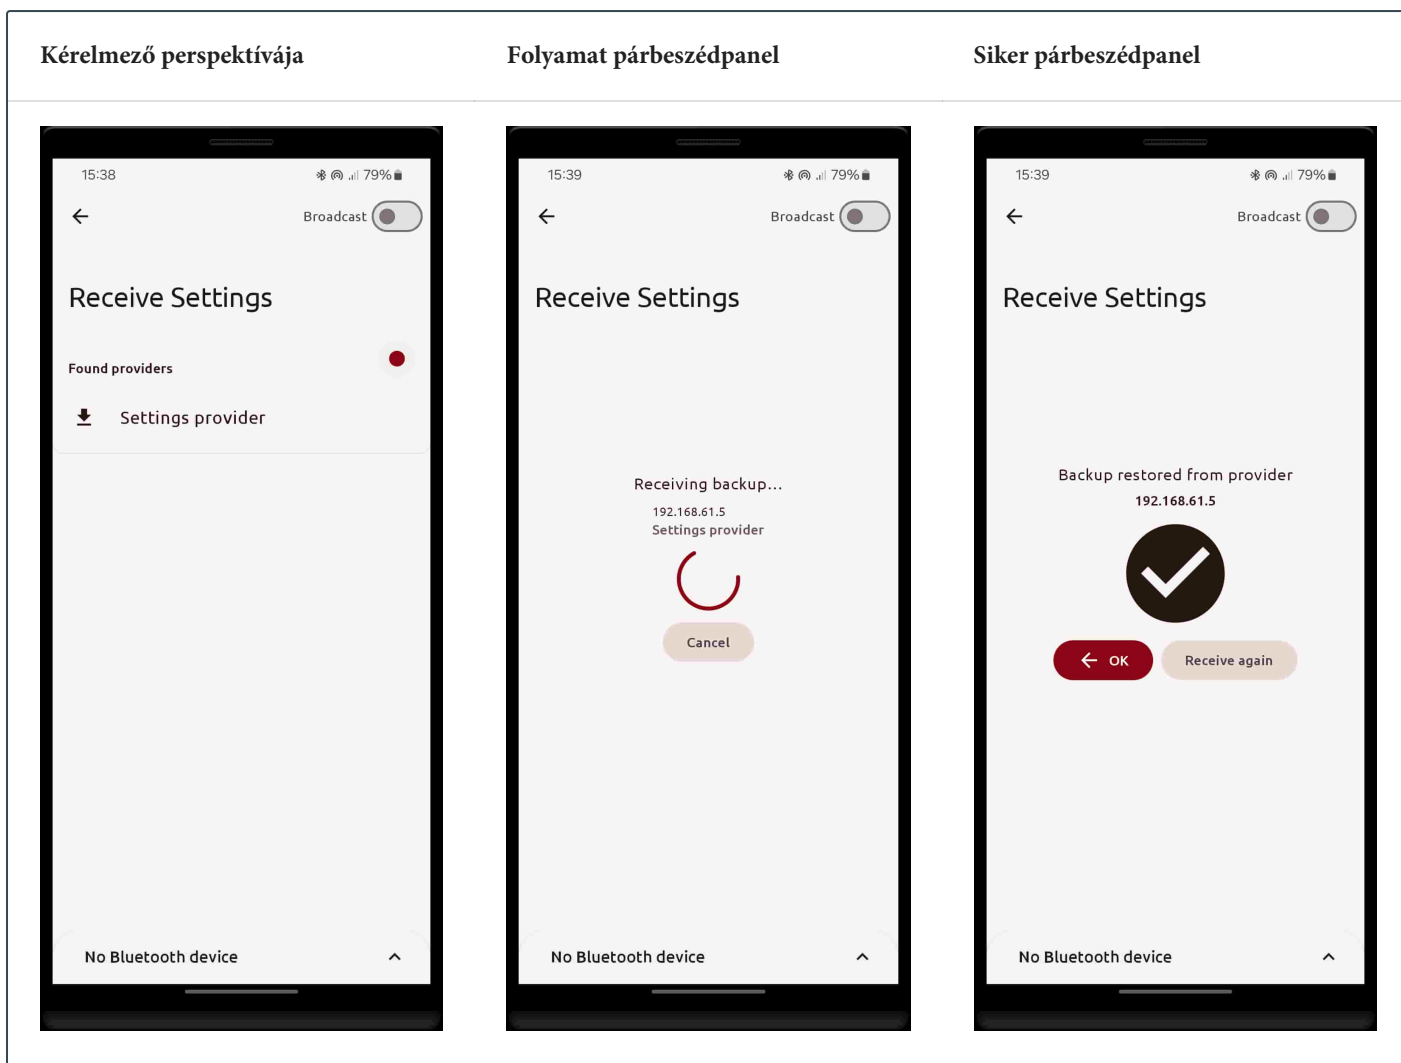 Kérelmező perspektívája
Folyamat párbeszédpanel
Siker párbeszédpanel
15:38
79%
Broadcast
Receive Settings
Found providers
Settings provider
No Bluetooth device
15:39
79%
Broadcast
Receive Settings
Receiving backup...
192.168.61.5
Settings provider
Cancel
No Bluetooth device
15:39
79%
Broadcast
Receive Settings
Backup restored from provider
192.168.61.5
OK
Receive again
No Bluetooth device